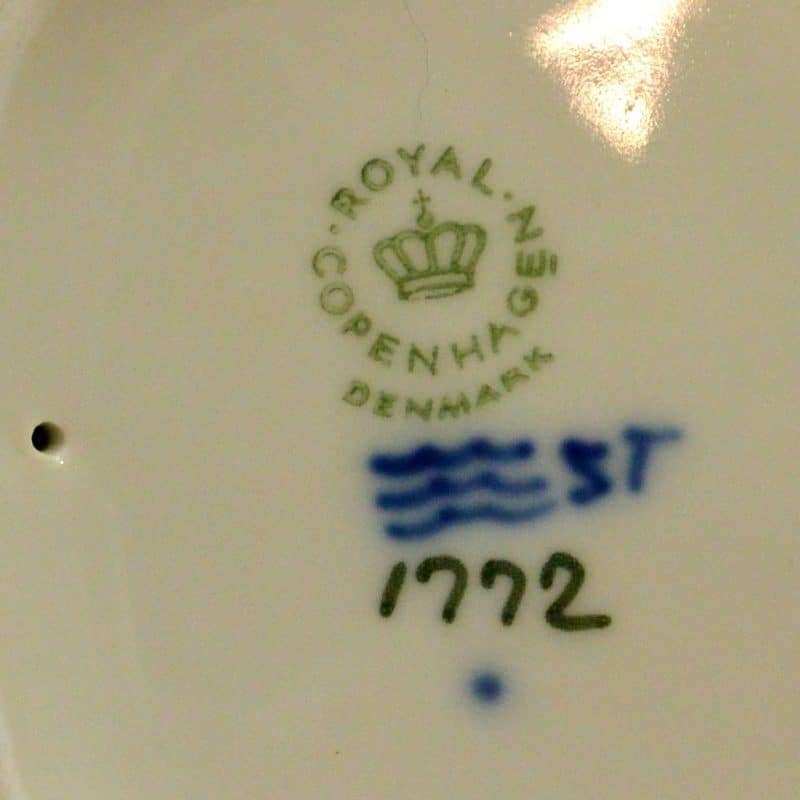 ROYAL
COPENHAGEN
DENMARK
ST
1772